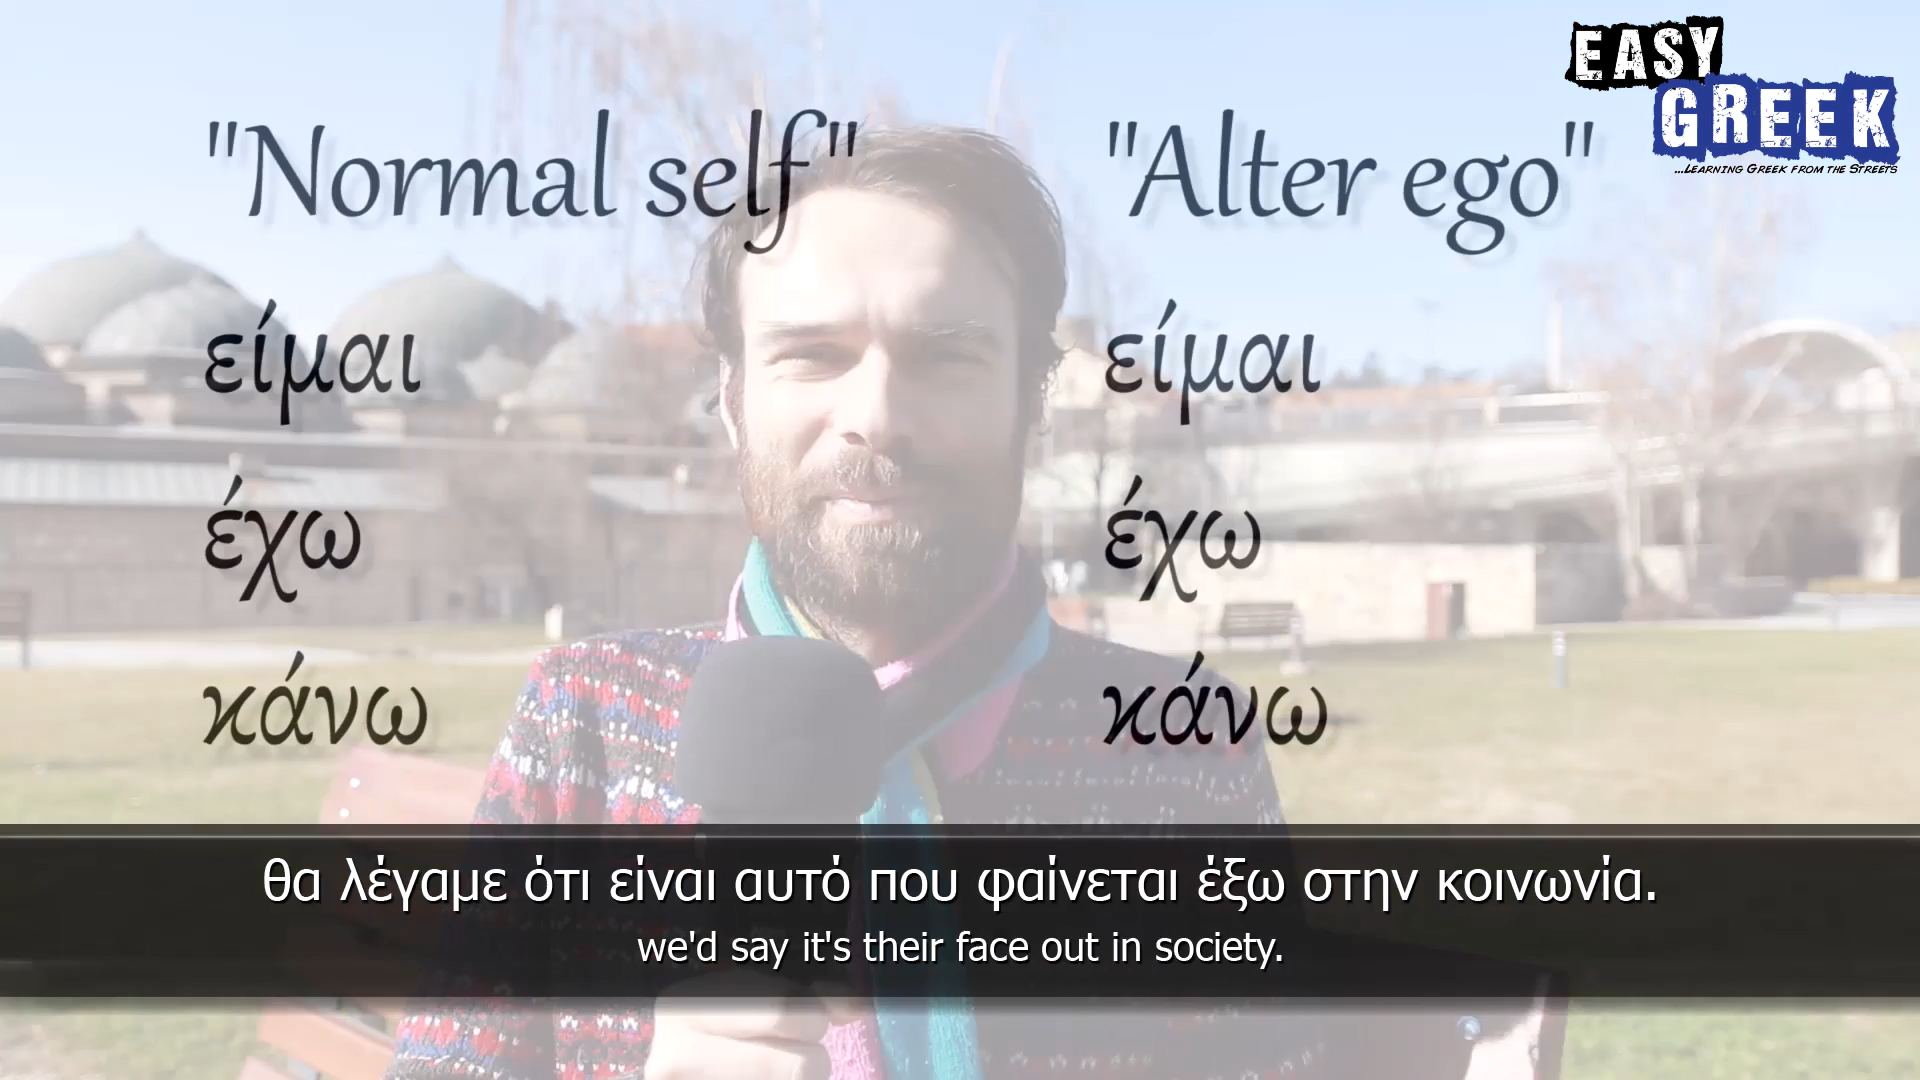 EASY
GREEK
...LEARNING GREEK FROM THE STREETS
"Normal self"
"Alter ego"
είμαι
είμαι
έχω
έχω
κάνω
κάνω
θα λέγαμε ότι είναι αυτό που φαίνεται έξω στην κοινωνία.
we'd say it's their face out in society.